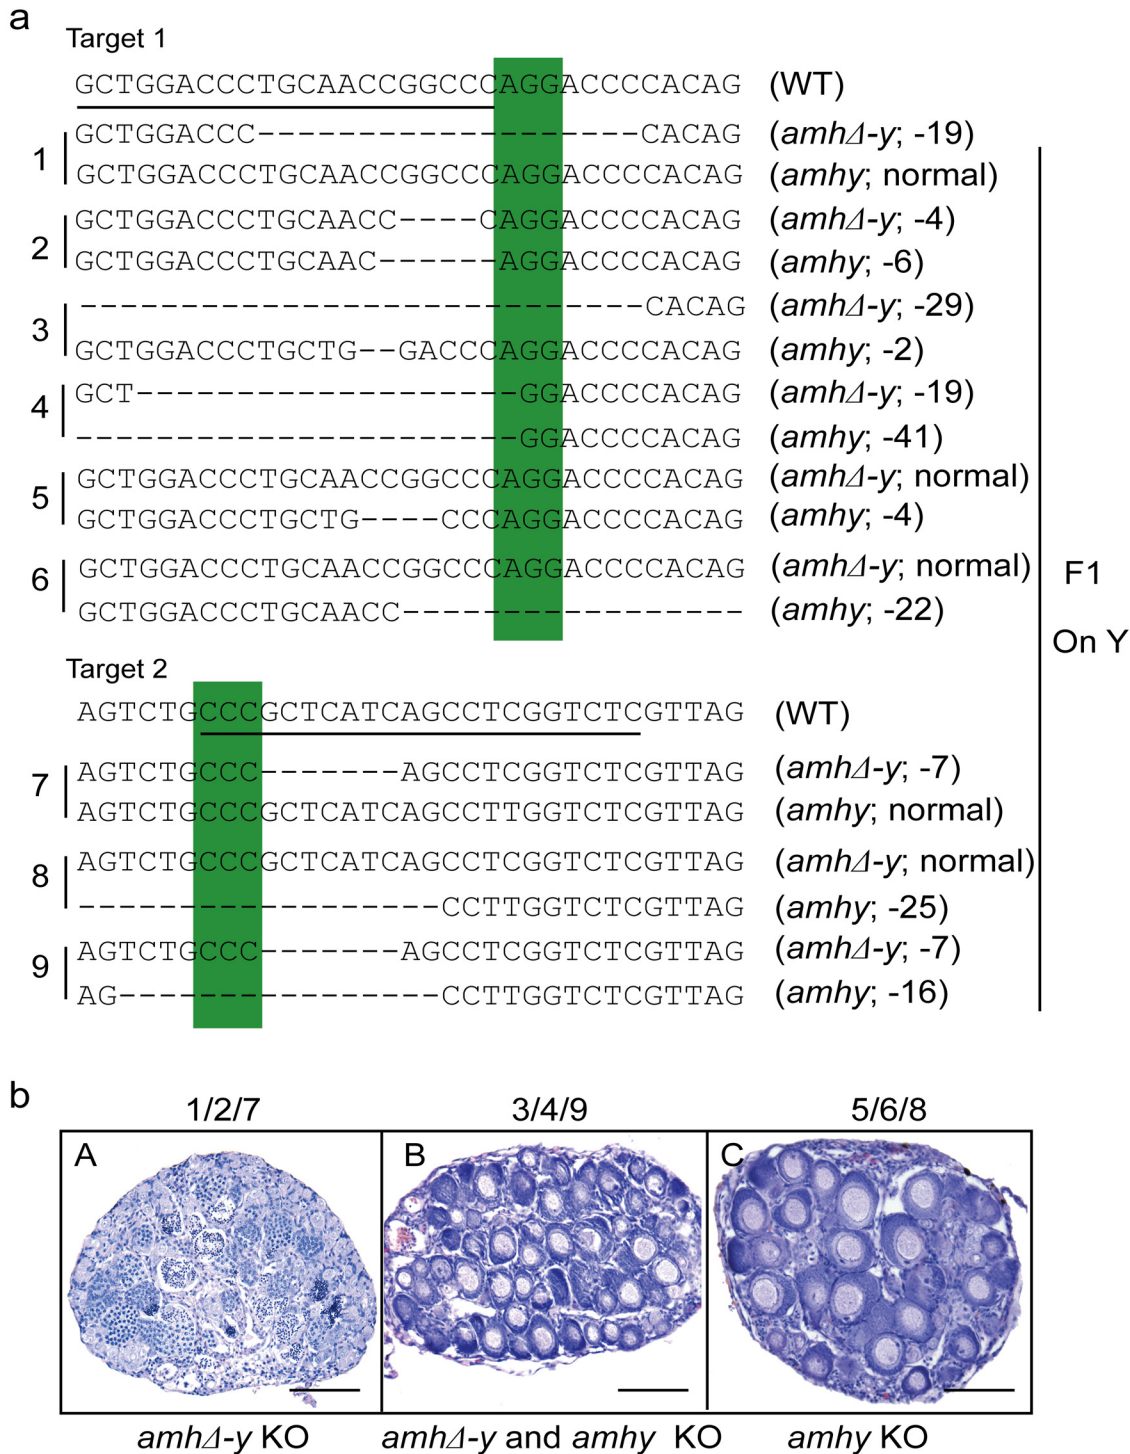 a
Target 1
GCTGGACCCTGCAACCGGCCCAGGACCCCACAG (WT)
1
GCTGGACCC-------------------CACAG (amhΔ-y; -19)
GCTGGACCCTGCAACCGGCCCAGGACCCCACAG (amhy; normal)
2
GCTGGACCCTGCAACC----CAGGACCCCACAG (amhΔ-y; -4)
GCTGGACCCTGCAAC------AGGACCCCACAG (amhy; -6)
3
----------------------------CACAG (amhΔ-y; -29)
GCTGGACCCTGCTG--GACCCAGGACCCCACAG (amhy; -2)
4
GCT-------------------GGACCCCACAG (amhΔ-y; -19)
----------------------GGACCCCACAG (amhy; -41)
5
GCTGGACCCTGCAACCGGCCCAGGACCCCACAG (amhΔ-y; normal)
GCTGGACCCTGCTG----CCCAGGACCCCACAG (amhy; -4)
6
GCTGGACCCTGCAACCGGCCCAGGACCCCACAG (amhΔ-y; normal)
GCTGGACCCTGCAACC----------------- (amhy; -22)
F1
On Y
Target 2
AGTCTGCCCGCTCATCAGCCTCGGTCTCGTTAG (WT)
7
AGTCTGCCC-------AGCCTCGGTCTCGTTAG (amhΔ-y; -7)
AGTCTGCCCGCTCATCAGCCTTGGTCTCGTTAG (amhy; normal)
8
AGTCTGCCCGCTCATCAGCCTCGGTCTCGTTAG (amhΔ-y; normal)
------------------CCTTGGTCTCGTTAG (amhy; -25)
9
AGTCTGCCC-------AGCCTCGGTCTCGTTAG (amhΔ-y; -7)
AG----------------CCTTGGTCTCGTTAG (amhy; -16)
b
1/2/7 3/4/9 5/6/8
A B C
amhΔ-y KO amhΔ-y and amhy KO amhy KO